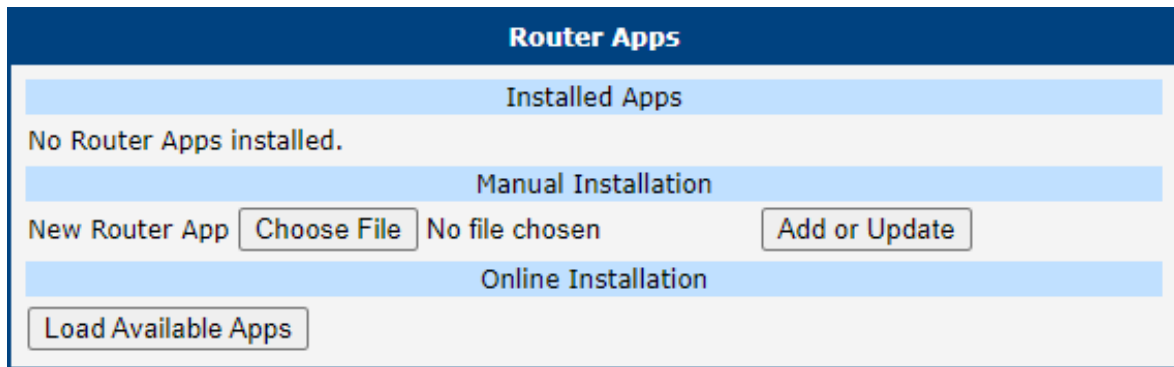 Router Apps
Installed Apps
No Router Apps installed.
Manual Installation
New Router App Choose File No file chosen Add or Update
Online Installation
Load Available Apps